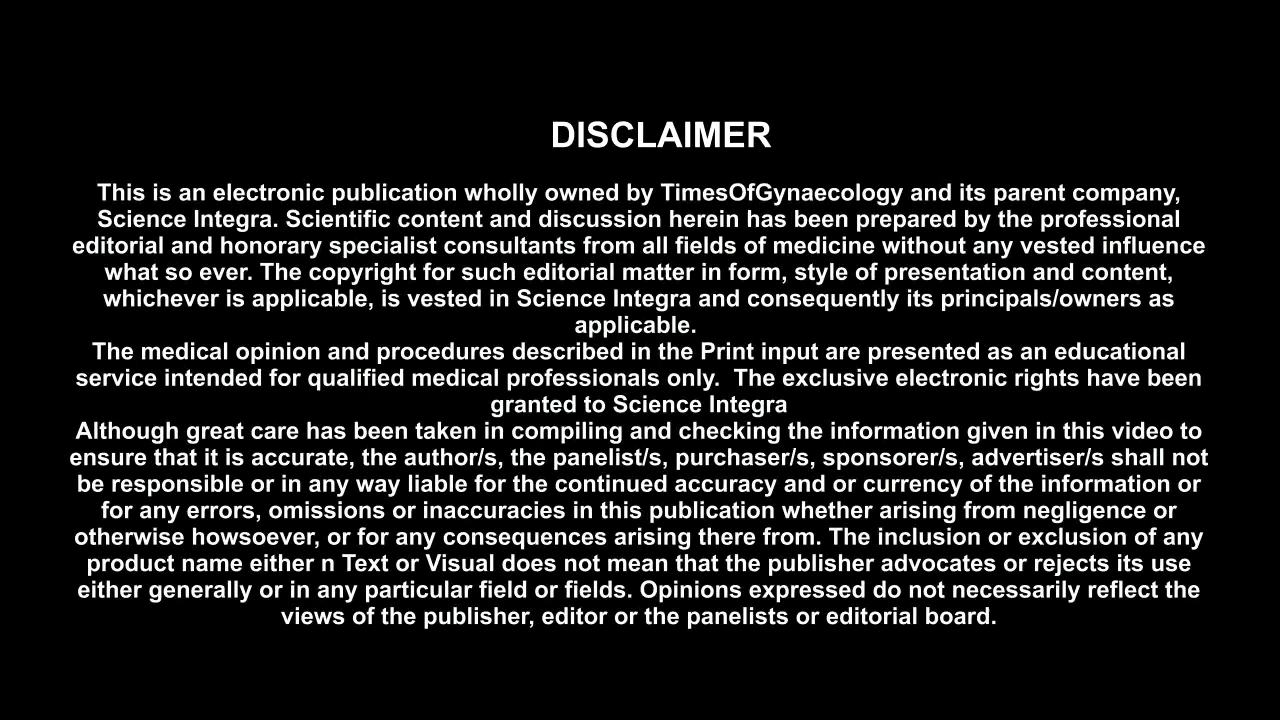 DISCLAIMER
This is an electronic publication wholly owned by TimesOfGynaecology and its parent company,
Science Integra. Scientific content and discussion herein has been prepared by the professional
editorial and honorary specialist consultants from all fields of medicine without any vested influence
what so ever. The copyright for such editorial matter in form, style of presentation and content,
whichever is applicable, is vested in Science Integra and consequently its principals/owners as
applicable.
The medical opinion and procedures described in the Print input are presented as an educational
service intended for qualified medical professionals only.  The exclusive electronic rights have been
granted to Science Integra
Although great care has been taken in compiling and checking the information given in this video to
ensure that it is accurate, the author/s, the panelist/s, purchaser/s, sponsorer/s, advertiser/s shall not
be responsible or in any way liable for the continued accuracy and or currency of the information or
for any errors, omissions or inaccuracies in this publication whether arising from negligence or
otherwise howsoever, or for any consequences arising there from. The inclusion or exclusion of any
product name either n Text or Visual does not mean that the publisher advocates or rejects its use
either generally or in any particular field or fields. Opinions expressed do not necessarily reflect the
views of the publisher, editor or the panelists or editorial board.